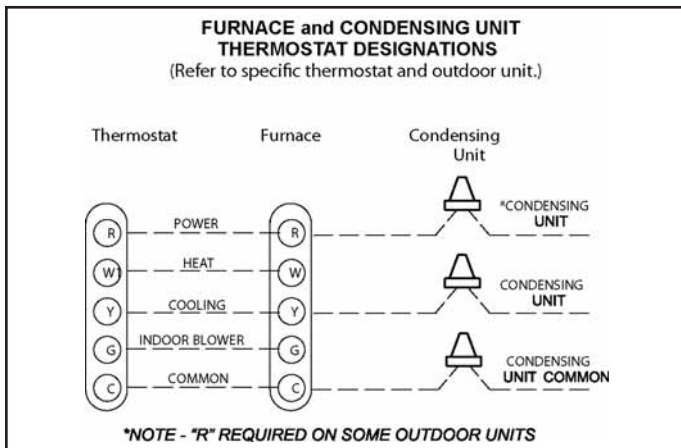 FURNACE and CONDENSING UNIT
THERMOSTAT DESIGNATIONS
(Refer to specific thermostat and outdoor unit.)
Thermostat Furnace Condensing
Unit
*CONDENSING
UNIT
R POWER R
W1 HEAT W
CONDENSING
UNIT
Y COOLING Y
G INDOOR BLOWER G
CONDENSING
UNIT COMMON
C COMMON C
*NOTE - "R" REQUIRED ON SOME OUTDOOR UNITS